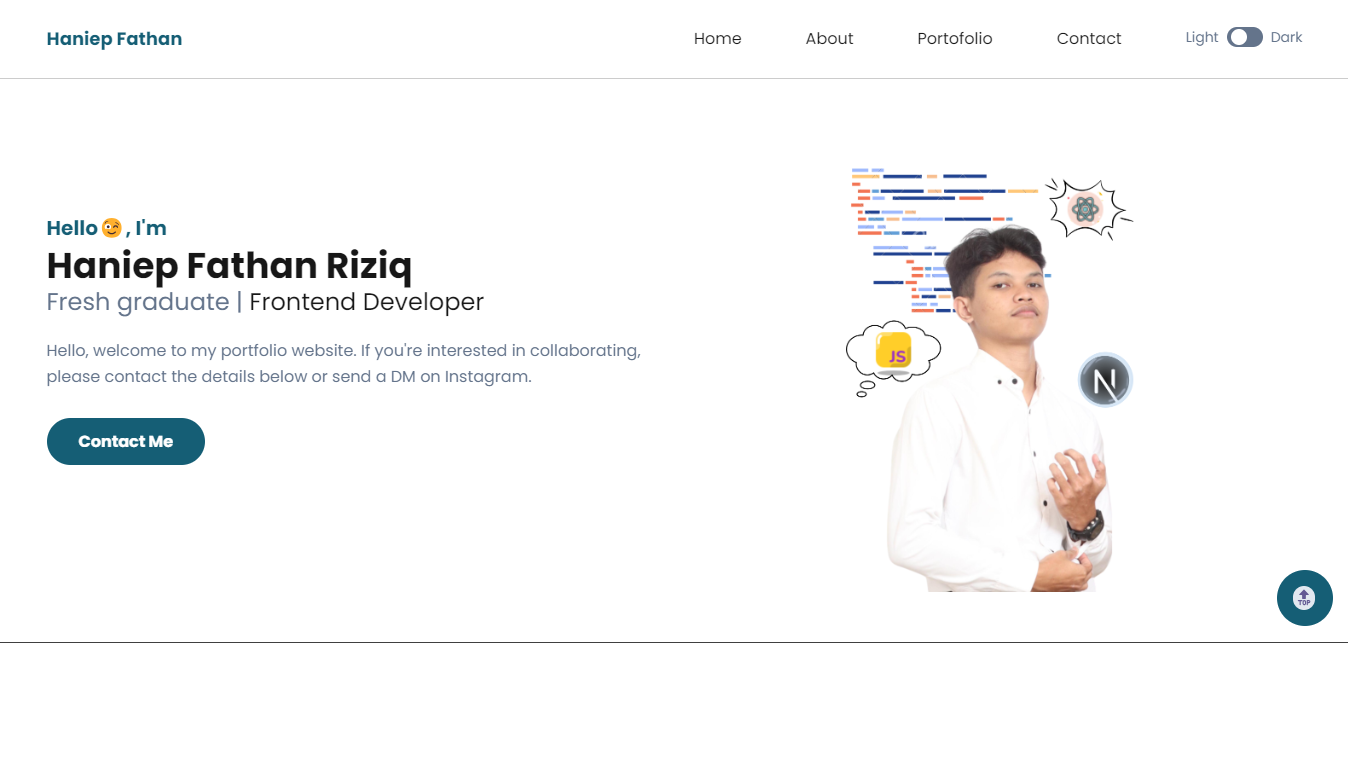 Haniep Fathan
Home
About
Portofolio
Contact
Light
Dark
Hello 😉 , I'm
Haniep Fathan Riziq
Fresh graduate | Frontend Developer
Hello, welcome to my portfolio website. If you're interested in collaborating,
please contact the details below or send a DM on Instagram.
Contact Me
JS
N
TOP